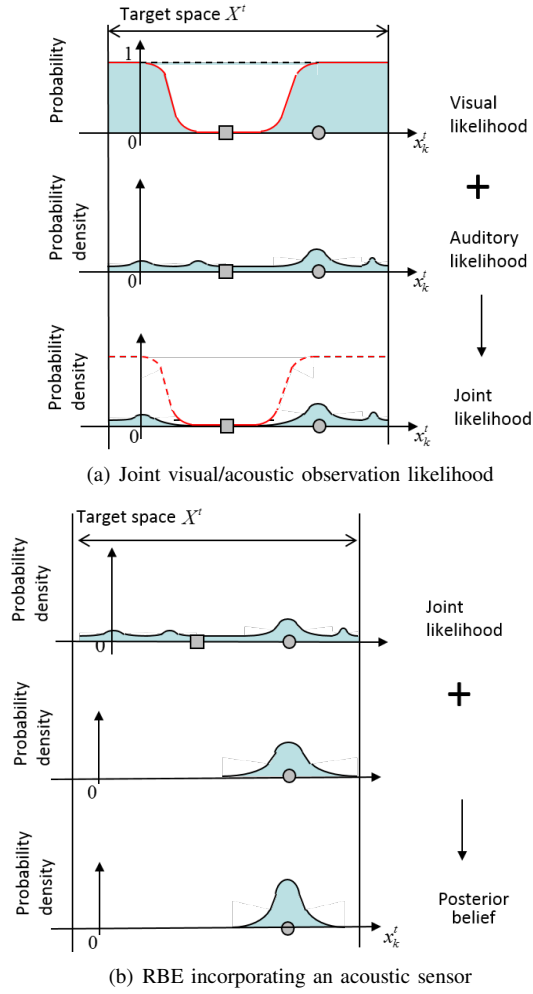 Target space X^t
Probability
1
0
x_k^t
Visual
likelihood
+
Probability
density
0
x_k^t
Auditory
likelihood
Probability
density
0
x_k^t
Joint
likelihood
(a) Joint visual/acoustic observation likelihood
Target space X^t
Probability
density
0
Joint
likelihood
+
Probability
density
0
Probability
density
0
x_k^t
Posterior
belief
(b) RBE incorporating an acoustic sensor